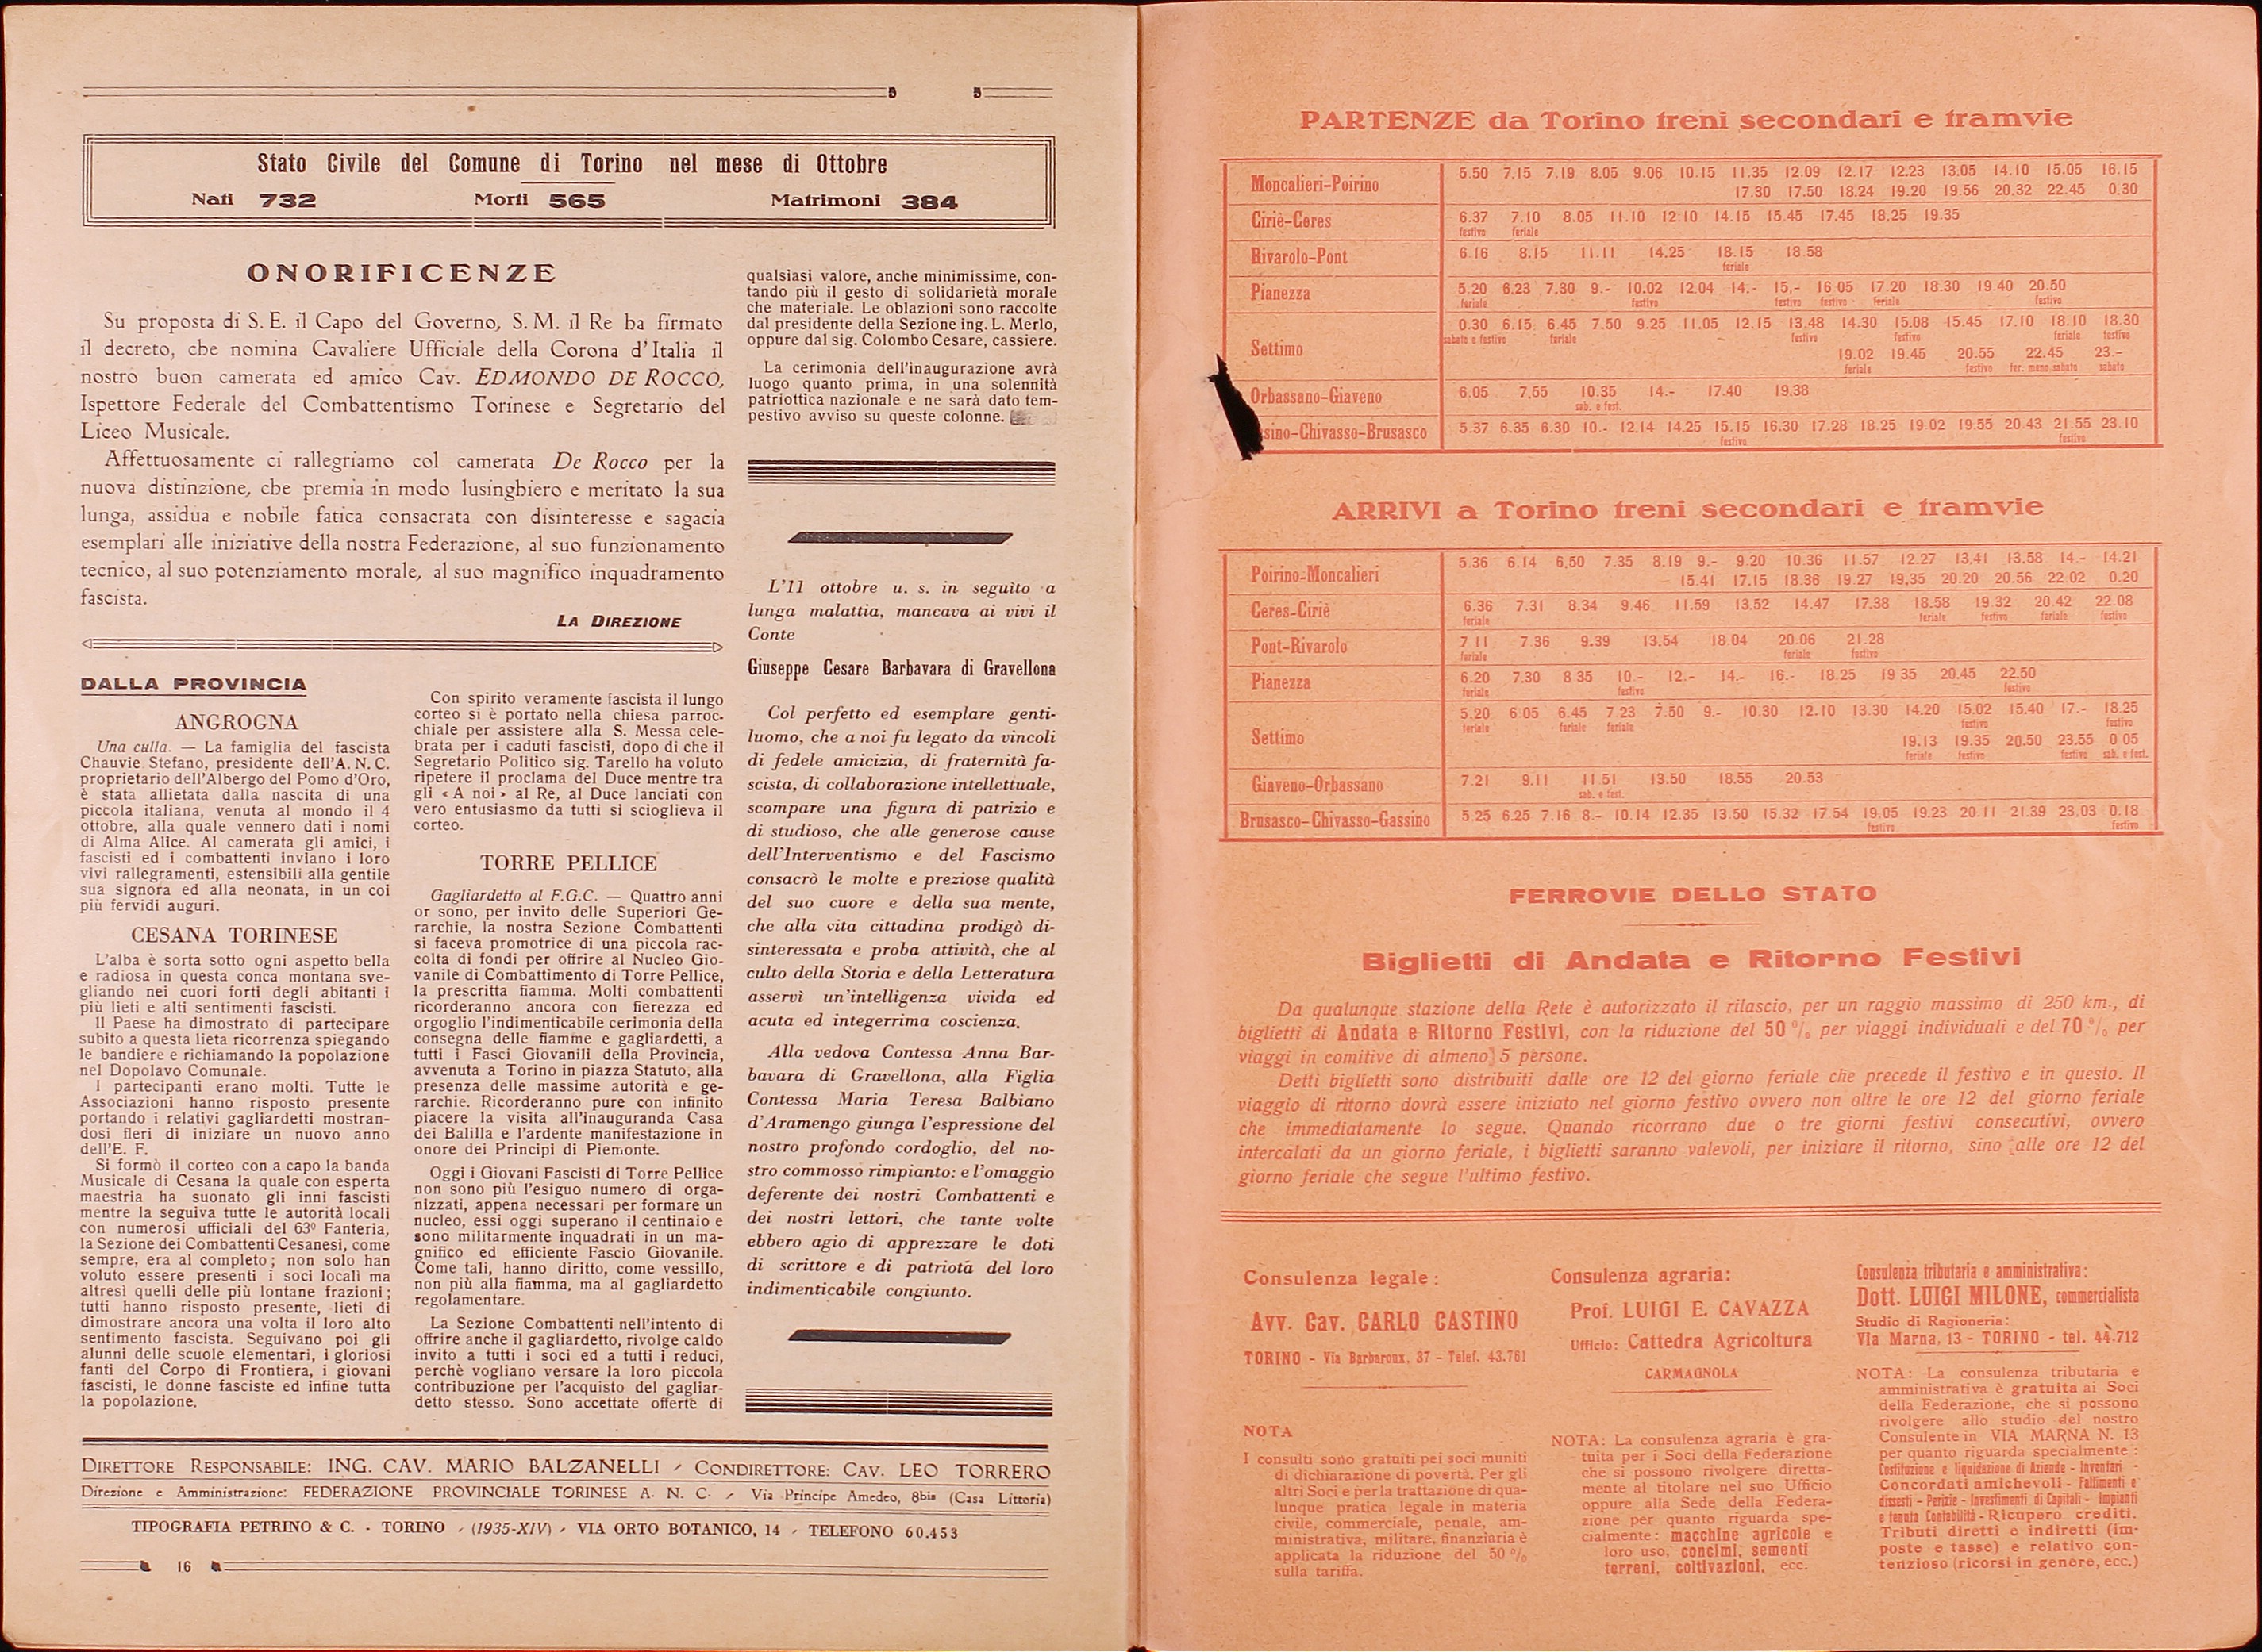 Stato Civile del Comune di Torino nel mese di Ottobre
Nati 732 Morti 565 Matrimoni 384
ONORIFICENZE
Su proposta di S. E. il Capo del Governo, S. M. il Re ha firmato
il decreto, che nomina Cavaliere Ufficiale della Corona d'Italia il
nostro buon camerata ed amico Cav. EDMONDO DE ROCCO,
Ispettore Federale del Combattentismo Torinese e Segretario del
Liceo Musicale.
Affettuosamente ci rallegriamo col camerata De Rocco per la
nuova distinzione, che premia in modo lusinghiero e meritato la sua
lunga, assidua e nobile fatica consacrata con disinteresse e sagacia
esemplari alle iniziative della nostra Federazione, al suo funzionamento
tecnico, al suo potenziamento morale, al suo magnifico inquadramento
fascista.
LA DIREZIONE
DALLA PROVINCIA
ANGROGNA
Una culla. — La famiglia del fascista
Chauvie Stefano, presidente dell'A. N. C.
proprietario dell'Albergo del Pomo d'Oro,
è stata allietata dalla nascita di una
piccola italiana, venuta al mondo il 4
ottobre, alla quale vennero dati i nomi
di Alma Alice. Al camerata gli amici, i
fascisti ed i combattenti inviano i loro
vivi rallegramenti, estensibili alla gentile
sua signora ed alla neonata, in un coi
più fervidi auguri.
CESANA TORINESE
L'alba è sorta sotto ogni aspetto bella
e radiosa in questa conca montana sve-
gliando nei cuori forti degli abitanti i
più lieti e alti sentimenti fascisti.
Il Paese ha dimostrato di partecipare
subito a questa lieta ricorrenza spiegando
le bandiere e richiamando la popolazione
nel Dopolavo Comunale.
I partecipanti erano molti. Tutte le
Associazioni hanno risposto presente
portando i relativi gagliardetti mostran-
dosi fieri di iniziare un nuovo anno
dell'E. F.
Si formò il corteo con a capo la banda
Musicale di Cesana la quale con esperta
maestria ha suonato gli inni fascisti
mentre la seguiva tutte le autorità locali
con numerosi ufficiali del 63º Fanteria,
la Sezione dei Combattenti Cesanesi, come
sempre, era al completo; non solo han
voluto essere presenti i soci locali ma
altresì quelli delle più lontane frazioni;
tutti hanno risposto presente, lieti di
dimostrare ancora una volta il loro alto
sentimento fascista. Seguivano poi gli
alunni delle scuole elementari, i gloriosi
fanti del Corpo di Frontiera, i giovani
fascisti, le donne fasciste ed infine tutta
la popolazione.
Con spirito veramente fascista il lungo
corteo si è portato nella chiesa parroc-
chiale per assistere alla S. Messa cele-
brata per i caduti fascisti, dopo di che il
Segretario Politico sig. Tarello ha voluto
ripetere il proclama del Duce mentre tra
gli « A noi » al Re, al Duce lanciati con
vero entusiasmo da tutti si scioglieva il
corteo.
TORRE PELLICE
Gagliardetto al F.G.C. — Quattro anni
or sono, per invito delle Superiori Ge-
rarchie, la nostra Sezione Combattenti
si faceva promotrice di una piccola rac-
colta di fondi per offrire al Nucleo Gio-
vanile di Combattimento di Torre Pellice,
la prescritta fiamma. Molti combattenti
ricorderanno ancora con fierezza ed
orgoglio l'indimenticabile cerimonia della
consegna delle fiamme e gagliardetti, a
tutti i Fasci Giovanili della Provincia,
avvenuta a Torino in piazza Statuto, alla
presenza delle massime autorità e ge-
rarchie. Ricorderanno pure con infinito
piacere la visita all'inauguranda Casa
dei Balilla e l'ardente manifestazione in
onore dei Principi di Piemonte.
Oggi i Giovani Fascisti di Torre Pellice
non sono più l'esiguo numero di orga-
nizzati, appena necessari per formare un
nucleo, essi oggi superano il centinaio e
sono militarmente inquadrati in un ma-
gnifico ed efficiente Fascio Giovanile.
Come tali, hanno diritto, come vessillo,
non più alla fiamma, ma al gagliardetto
regolamentare.
La Sezione Combattenti nell'intento di
offrire anche il gagliardetto, rivolge caldo
invito a tutti i soci ed a tutti i reduci,
perchè vogliano versare la loro piccola
contribuzione per l'acquisto del gagliar-
detto stesso. Sono accettate offerte di
qualsiasi valore, anche minimissime, con-
tando più il gesto di solidarietà morale
che materiale. Le oblazioni sono raccolte
dal presidente della Sezione ing. L. Merlo,
oppure dal sig. Colombo Cesare, cassiere.
La cerimonia dell'inaugurazione avrà
luogo quanto prima, in una solennità
patriottica nazionale e ne sarà dato tem-
pestivo avviso su queste colonne.
L'11 ottobre u. s. in seguito a
lunga malattia, mancava ai vivi il
Conte
Giuseppe Cesare Barbavara di Gravellona
Col perfetto ed esemplare genti-
luomo, che a noi fu legato da vincoli
di fedele amicizia, di fraternità fa-
scista, di collaborazione intellettuale,
scompare una figura di patrizio e
di studioso, che alle generose cause
dell'Interventismo e del Fascismo
consacrò le molte e preziose qualità
del suo cuore e della sua mente,
che alla vita cittadina prodigò di-
sinteressata e proba attività, che al
culto della Storia e della Letteratura
asservì un'intelligenza vivida ed
acuta ed integerrima coscienza.
Alla vedova Contessa Anna Bar-
bavara di Gravellona, alla Figlia
Contessa Maria Teresa Balbiano
d'Aramengo giunga l'espressione del
nostro profondo cordoglio, del no-
stro commosso rimpianto: e l'omaggio
deferente dei nostri Combattenti e
dei nostri lettori, che tante volte
ebbero agio di apprezzare le doti
di scrittore e di patriota del loro
indimenticabile congiunto.
DIRETTORE RESPONSABILE: ING. CAV. MARIO BALZANELLI - CONDIRETTORE: CAV. LEO TORRERO
Direzione e Amministrazione: FEDERAZIONE PROVINCIALE TORINESE A. N. C. - Via Principe Amedeo, 8bis (Casa Littoria)
TIPOGRAFIA PETRINO & C. - TORINO - (1935-XIV) - VIA ORTO BOTANICO, 14 - TELEFONO 60.453
16
PARTENZE da Torino treni secondari e tramvie
Moncalieri-Poirino 5.50 7.15 7.19 8.05 9.06 10.15 11.35 12.09 12.17 12.23 13.05 14.10 15.05 16.15
17.30 17.50 18.24 19.20 19.56 20.32 22.45 0.30
Ciriè-Ceres 6.37 7.10 8.05 11.10 12.10 14.15 15.45 17.45 18.25 19.35
festivo feriale
Rivarolo-Pont 6.16 8.15 11.11 14.25 18.15 18.58
feriale
Pianezza 5.20 6.23 7.30 9.- 10.02 12.04 14.- 15.- 16.05 17.20 18.30 19.40 20.50
feriale festivo festivo festivo feriale festivo
Settimo 0.30 6.15 6.45 7.50 9.25 11.05 12.15 13.48 14.30 15.08 15.45 17.10 18.10 18.30
sabato e festivo feriale festivo festivo feriale festivo
19.02 19.45 20.55 22.45 23.-
feriale festivo fer. meno sabato sabato
Orbassano-Giaveno 6.05 7.55 10.35 14.- 17.40 19.38
sab. e fest.
sino-Chivasso-Brusasco 5.37 6.35 6.30 10.- 12.14 14.25 15.15 16.30 17.28 18.25 19.02 19.55 20.43 21.55 23.10
festivo festivo
ARRIVI a Torino treni secondari e tramvie
Poirino-Moncalieri 5.36 6.14 6.50 7.35 8.19 9.- 9.20 10.36 11.57 12.27 13.41 13.58 14.- 14.21
15.41 17.15 18.36 19.27 19.35 20.20 20.56 22.02 0.20
Ceres-Ciriè 6.36 7.31 8.34 9.46 11.59 13.52 14.47 17.38 18.58 19.32 20.42 22.08
feriale feriale festivo feriale festivo
Pont-Rivarolo 7.11 7.36 9.39 13.54 18.04 20.06 21.28
feriale feriale festivo
Pianezza 6.20 7.30 8.35 10.- 12.- 14.- 16.- 18.25 19.35 20.45 22.50
feriale festivo festivo
Settimo 5.20 6.05 6.45 7.23 7.50 9.- 10.30 12.10 13.30 14.20 15.02 15.40 17.- 18.25
feriale feriale feriale festivo festivo
19.13 19.35 20.50 23.55 0.05
feriale festivo festivo sab. e fest.
Giaveno-Orbassano 7.21 9.11 11.51 13.50 18.55 20.53
sab. e fest.
Brusasco-Chivasso-Gassino 5.25 6.25 7.16 8.- 10.14 12.35 13.50 15.32 17.54 19.05 19.23 20.11 21.39 23.03 0.18
festivo festivo
FERROVIE DELLO STATO
Biglietti di Andata e Ritorno Festivi
Da qualunque stazione della Rete è autorizzato il rilascio, per un raggio massimo di 250 km., di
biglietti di Andata e Ritorno Festivi, con la riduzione del 50 % per viaggi individuali e del 70 % per
viaggi in comitive di almeno 5 persone.
Detti biglietti sono distribuiti dalle ore 12 del giorno feriale che precede il festivo e in questo. Il
viaggio di ritorno dovrà essere iniziato nel giorno festivo ovvero non oltre le ore 12 del giorno feriale
che immediatamente lo segue. Quando ricorrano due o tre giorni festivi consecutivi, ovvero
intercalati da un giorno feriale, i biglietti saranno valevoli, per iniziare il ritorno, sino alle ore 12 del
giorno feriale che segue l'ultimo festivo.
Consulenza legale:
Avv. Cav. CARLO CASTINO
TORINO - Via Barbaroux, 37 - Telef. 43.761
NOTA
I consulti sono gratuiti pei soci muniti
di dichiarazione di povertà. Per gli
altri Soci e per la trattazione di qua-
lunque pratica legale in materia
civile, commerciale, penale, am-
ministrativa, militare, finanziaria è
applicata la riduzione del 50 %
sulla tariffa.
Consulenza agraria:
Prof. LUIGI E. CAVAZZA
Ufficio: Cattedra Agricoltura
CARMAGNOLA
NOTA: La consulenza agraria è gra-
tuita per i Soci della Federazione
che si possono rivolgere diretta-
mente al titolare nel suo Ufficio
oppure alla Sede della Federa-
zione per quanto riguarda spe-
cialmente: macchine agricole e
loro uso, concimi, sementi
terreni, coltivazioni, ecc.
Consulenza tributaria e amministrativa:
Dott. LUIGI MILONE, commercialista
Studio di Ragioneria:
Via Marna, 13 - TORINO - tel. 44.712
NOTA: La consulenza tributaria e
amministrativa è gratuita ai Soci
della Federazione, che si possono
rivolgere allo studio del nostro
Consulente in VIA MARNA N. 13
per quanto riguarda specialmente:
Costituzione e liquidazione di Aziende - Inventari -
Concordati amichevoli - Fallimenti e
dissesti - Perizie - Investimenti di Capitali - Impianti
e tenuta Contabilità - Ricupero crediti.
Tributi diretti e indiretti (im-
poste e tasse) e relativo con-
tenzioso (ricorsi in genere, ecc.)